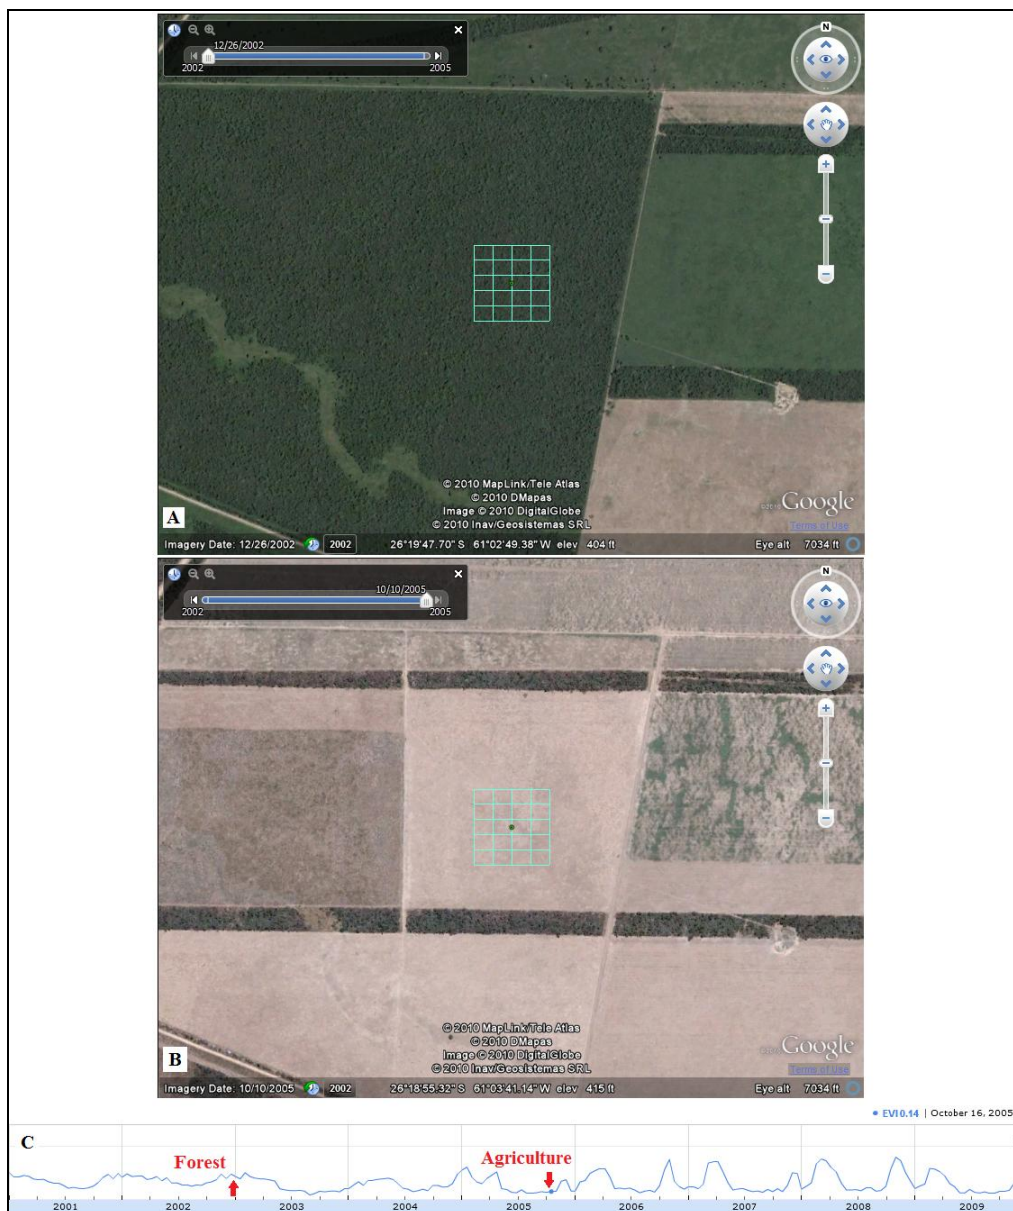 12/26/2002
2002
2005
N
© 2010 MapLink/Tele Atlas
© 2010 DMapas
Image © 2010 DigitalGlobe
© 2010 Inav/Geosistemas SRL
©2010 Google
Terms of Use
A
Imagery Date: 12/26/2002 2002 26°19'47.70" S 61°02'49.38" W elev 404 ft Eye alt 7034 ft
10/10/2005
2002
2005
N
© 2010 MapLink/Tele Atlas
© 2010 DMapas
Image © 2010 DigitalGlobe
© 2010 Inav/Geosistemas SRL
Google
Terms of Use
B
Imagery Date: 10/10/2005 2002 26°18'55.32" S 61°03'41.14" W elev 415 ft Eye alt 7034 ft
EVI 0.14 | October 16, 2005
C
Forest
Agriculture
2001 2002 2003 2004 2005 2006 2007 2008 2009